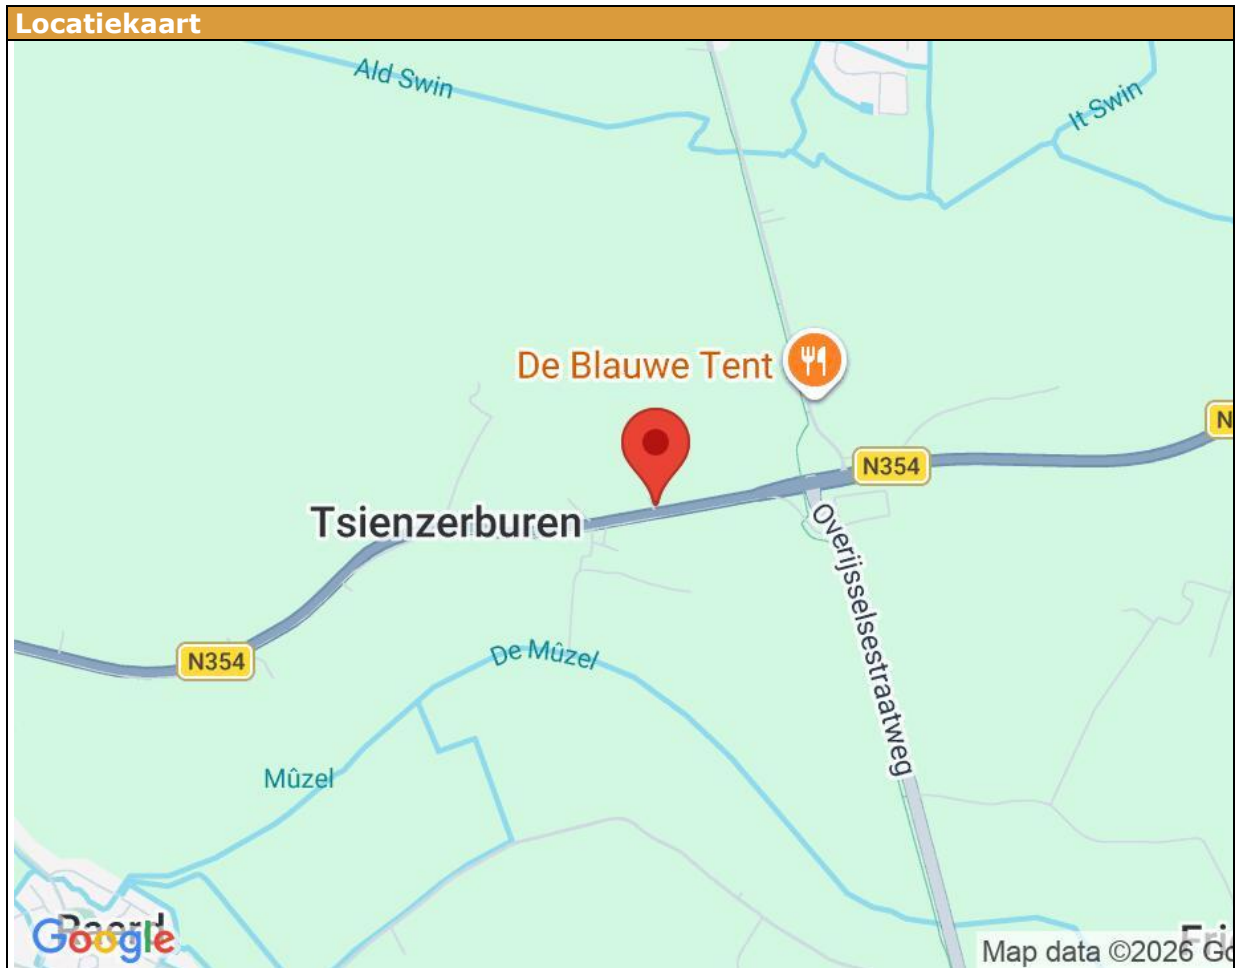 Locatiekaart
Ald Swin
It Swin
De Blauwe Tent
N
N354
Tsienzerburen
Overijsselsestraatweg
N354
De Mûzel
Mûzel
Google
Map data ©2026 Go